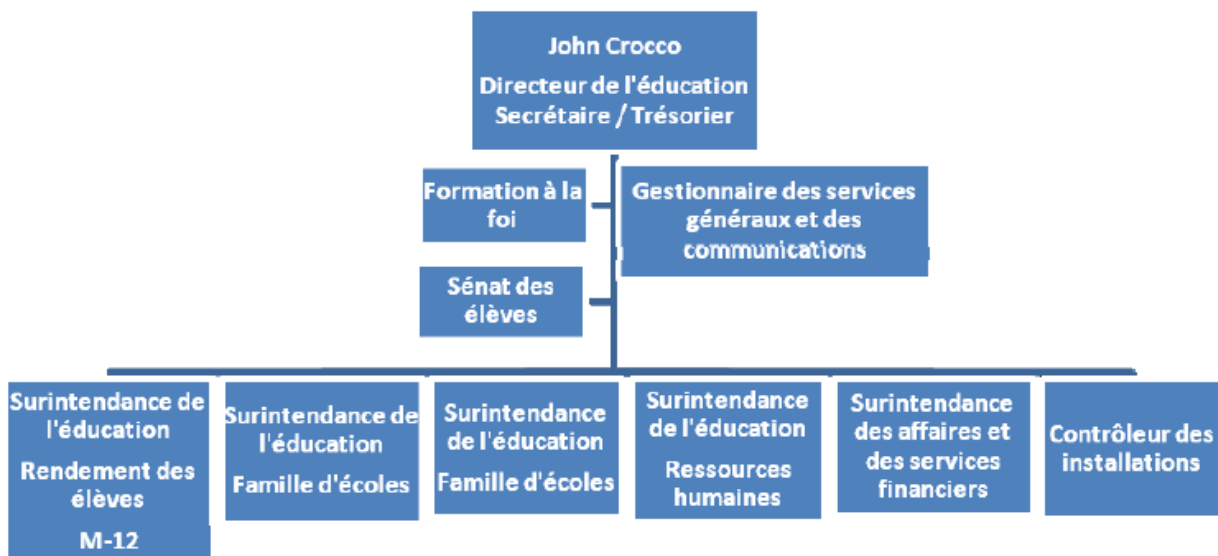 John Crocco
Directeur de l'éducation
Secrétaire / Trésorier
Formation à la
foi
Gestionnaire des services
généraux et des
communications
Sénat des
élèves
Surintendance de
l'éducation
Rendement des
élèves
M-12
Surintendance de
l'éducation
Famille d'écoles
Surintendance
de l'éducation
Famille d'écoles
Surintendance
de l'éducation
Ressources
humaines
Surintendance
des affaires et
des services
financiers
Contrôleur des
installations